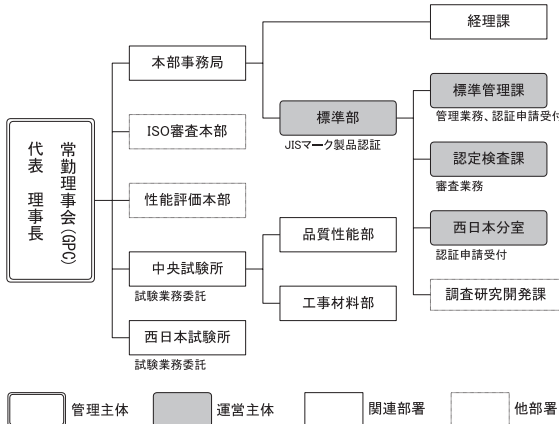 常勤理事会(GPC)
代表 理事長
本部事務局
ISO審査本部
性能評価本部
中央試験所
試験業務委託
西日本試験所
試験業務委託
経理課
標準部
JISマーク製品認証
品質性能部
工事材料部
標準管理課
管理業務、認証申請受付
認定検査課
審査業務
西日本分室
認証申請受付
調査研究開発課
管理主体
運営主体
関連部署
他部署